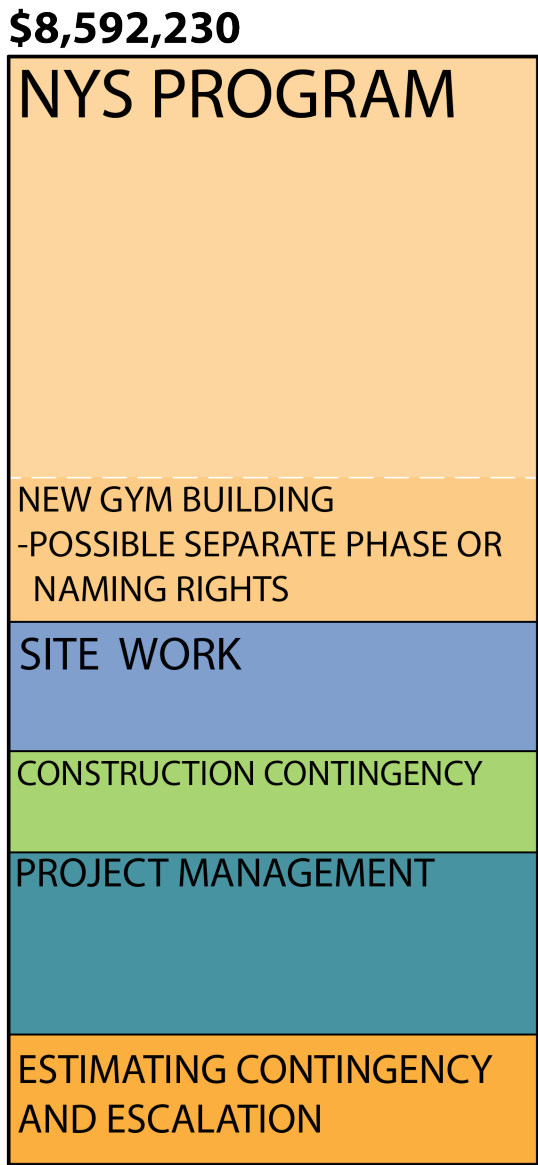 $8,592,230
NYS PROGRAM
NEW GYM BUILDING
-POSSIBLE SEPARATE PHASE OR
NAMING RIGHTS
SITE WORK
CONSTRUCTION CONTINGENCY
PROJECT MANAGEMENT
ESTIMATING CONTINGENCY
AND ESCALATION